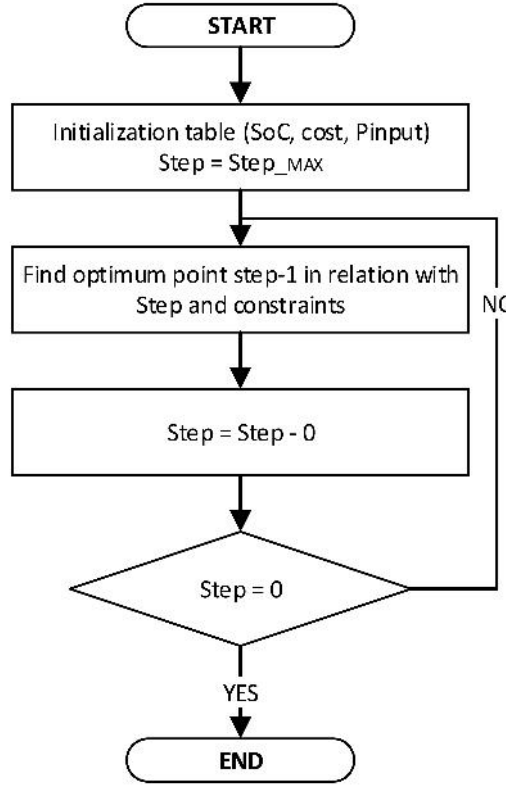 START
Initialization table (SoC, cost, Pinput)
Step = Step_MAX
Find optimum point step-1 in relation with
Step and constraints
NO
Step = Step - 0
Step = 0
YES
END